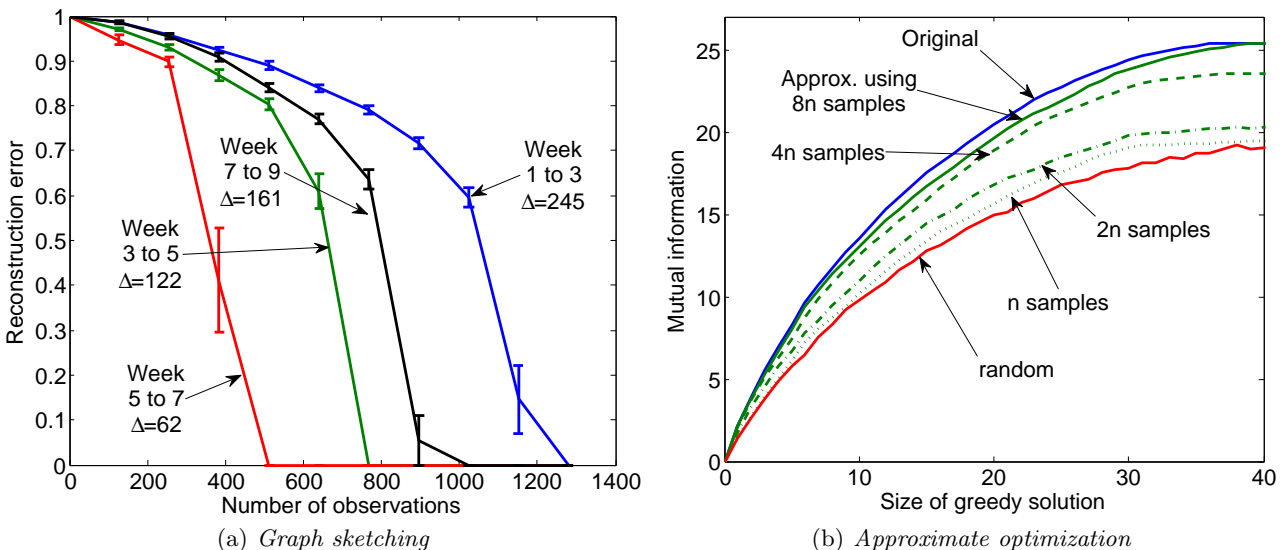 1
0.9
0.8
0.7
0.6
0.5
0.4
0.3
0.2
0.1
0
Reconstruction error
Week
7 to 9
Δ=161
Week
1 to 3
Δ=245
Week
3 to 5
Δ=122
Week
5 to 7
Δ=62
0 200 400 600 800 1000 1200 1400
Number of observations
(a) Graph sketching
25
20
15
10
5
0
Mutual information
Original
Approx. using
8n samples
4n samples
2n samples
n samples
random
0 10 20 30 40
Size of greedy solution
(b) Approximate optimization